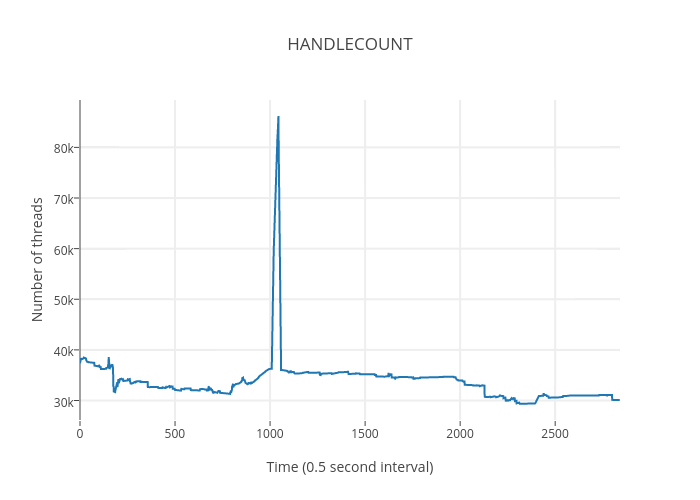 HANDLECOUNT
Number of threads
80k
70k
60k
50k
40k
30k
0
500
1000
1500
2000
2500
Time (0.5 second interval)